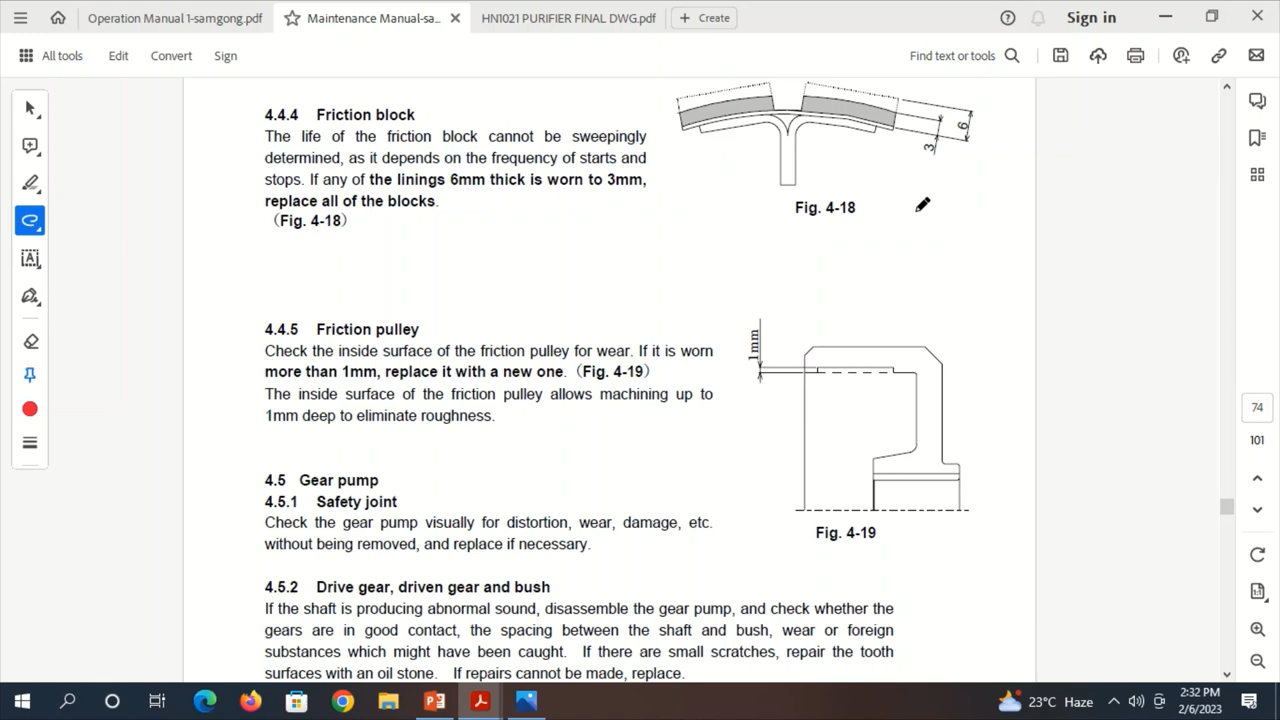 Operation Manual 1-samgong.pdf
Maintenance Manual-sa...
HN1021 PURIFIER FINAL DWG.pdf
Create
Sign in
All tools
Edit
Convert
Sign
Find text or tools
4.4.4 Friction block
The life of the friction block cannot be sweepingly
determined, as it depends on the frequency of starts and
stops. If any of the linings 6mm thick is worn to 3mm,
replace all of the blocks.
(Fig. 4-18)
3
6
Fig. 4-18
4.4.5 Friction pulley
Check the inside surface of the friction pulley for wear. If it is worn
more than 1mm, replace it with a new one. (Fig. 4-19)
The inside surface of the friction pulley allows machining up to
1mm deep to eliminate roughness.
1mm
Fig. 4-19
4.5 Gear pump
4.5.1 Safety joint
Check the gear pump visually for distortion, wear, damage, etc.
without being removed, and replace if necessary.
4.5.2 Drive gear, driven gear and bush
If the shaft is producing abnormal sound, disassemble the gear pump, and check whether the
gears are in good contact, the spacing between the shaft and bush, wear or foreign
substances which might have been caught. If there are small scratches, repair the tooth
surfaces with an oil stone. If repairs cannot be made, replace.
74
101
1:1
23°C Haze
2:32 PM
2/6/2023